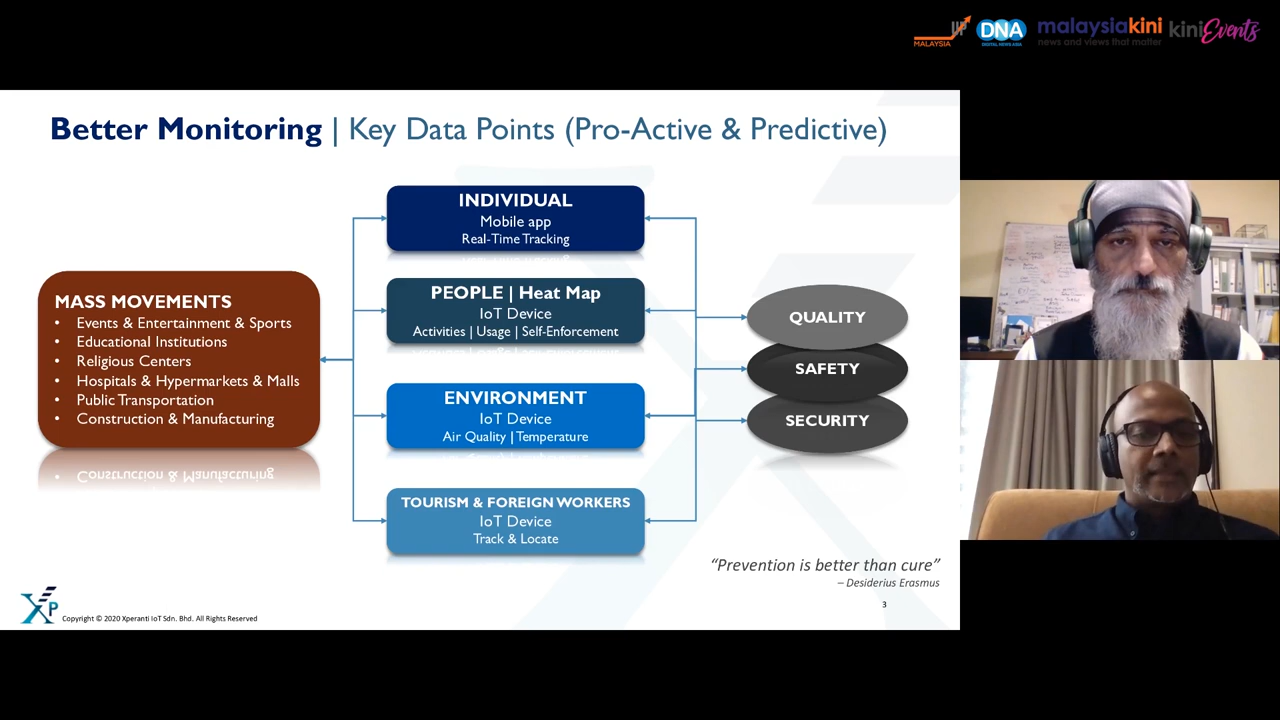 UP
MALAYSIA
DNA
DIGITAL NEWS ASIA
malaysiakini
news and views that matter
kiniEvents
Better Monitoring | Key Data Points (Pro-Active & Predictive)
MASS MOVEMENTS
• Events & Entertainment & Sports
• Educational Institutions
• Religious Centers
• Hospitals & Hypermarkets & Malls
• Public Transportation
• Construction & Manufacturing
INDIVIDUAL
Mobile app
Real-Time Tracking
PEOPLE | Heat Map
IoT Device
Activities | Usage | Self-Enforcement
ENVIRONMENT
IoT Device
Air Quality | Temperature
TOURISM & FOREIGN WORKERS
IoT Device
Track & Locate
QUALITY
SAFETY
SECURITY
“Prevention is better than cure”
– Desiderius Erasmus
3
XP
Copyright © 2020 Xperanti IoT Sdn. Bhd. All Rights Reserved